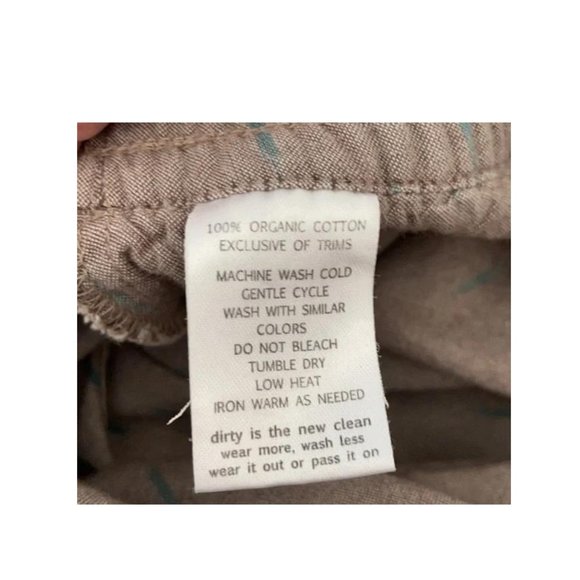 100% ORGANIC COTTON
EXCLUSIVE OF TRIMS
MACHINE WASH COLD
GENTLE CYCLE
WASH WITH SIMILAR
COLORS
DO NOT BLEACH
TUMBLE DRY
LOW HEAT
IRON WARM AS NEEDED
dirty is the new clean
wear more, wash less
wear it out or pass it on